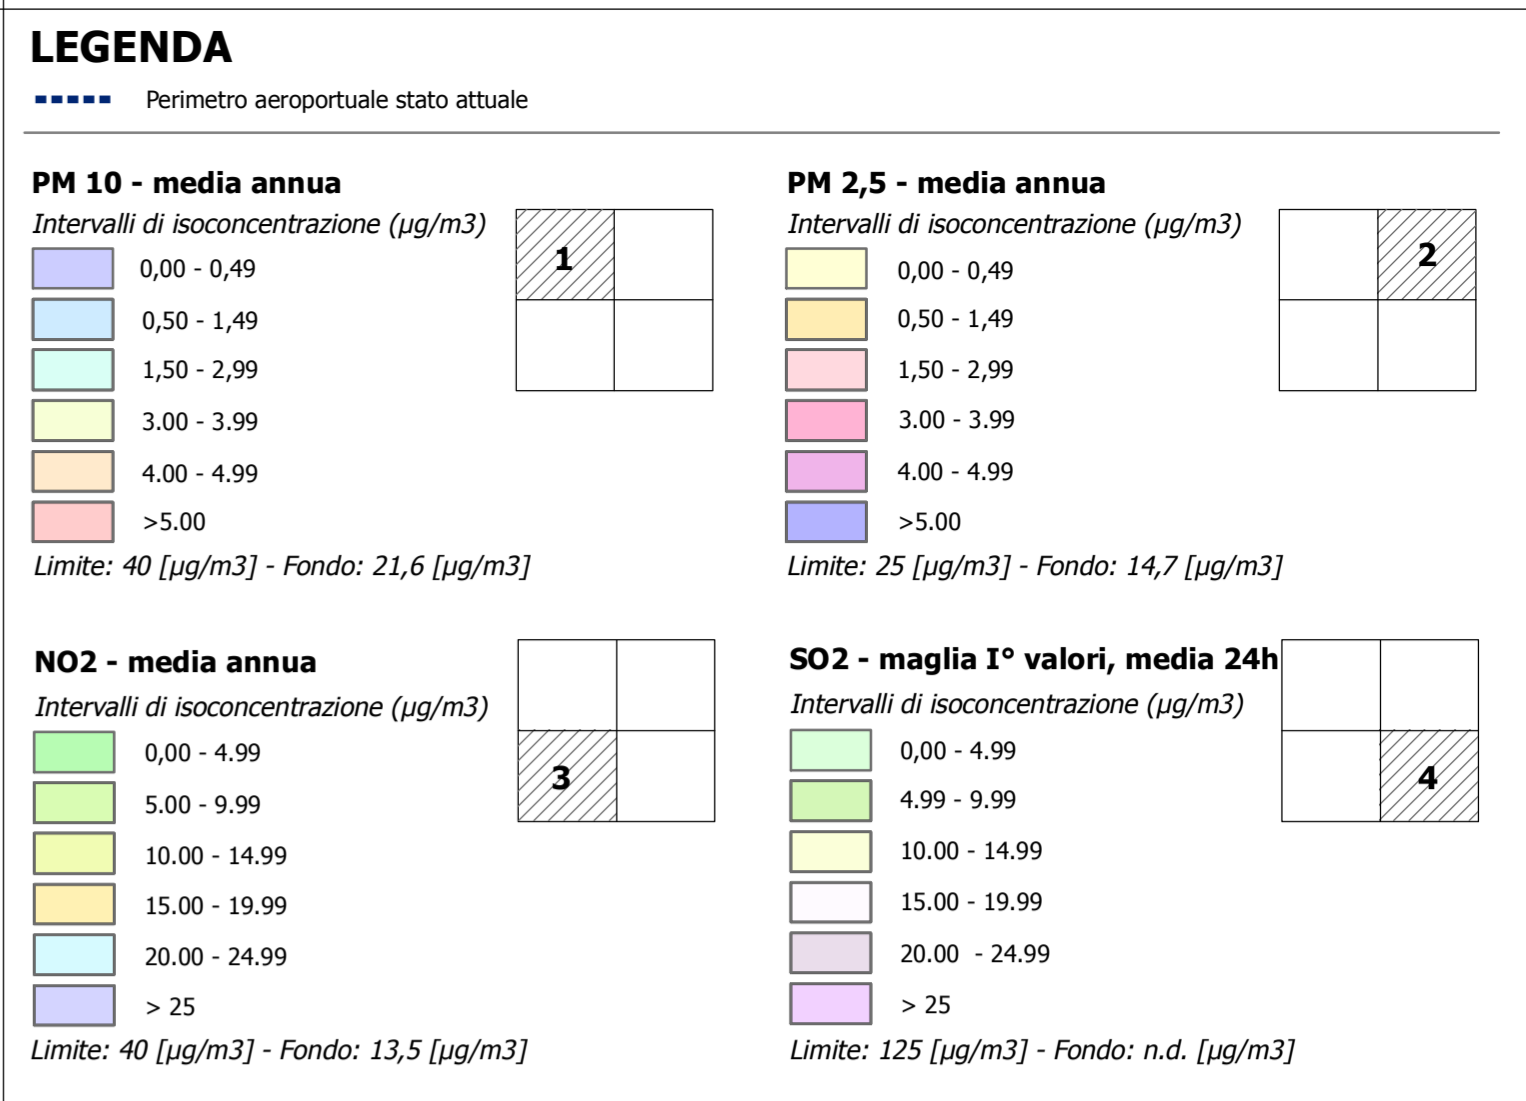 LEGENDA
Perimetro aeroportuale stato attuale
PM 10 - media annua
Intervalli di isoconcentrazione (µg/m3)
1
0,00 - 0,49
0,50 - 1,49
1,50 - 2,99
3.00 - 3.99
4.00 - 4.99
>5.00
Limite: 40 [µg/m3] - Fondo: 21,6 [µg/m3]
PM 2,5 - media annua
Intervalli di isoconcentrazione (µg/m3)
2
0,00 - 0,49
0,50 - 1,49
1,50 - 2,99
3.00 - 3.99
4.00 - 4.99
>5.00
Limite: 25 [µg/m3] - Fondo: 14,7 [µg/m3]
NO2 - media annua
Intervalli di isoconcentrazione (µg/m3)
0,00 - 4.99
3
5.00 - 9.99
10.00 - 14.99
15.00 - 19.99
20.00 - 24.99
> 25
Limite: 40 [µg/m3] - Fondo: 13,5 [µg/m3]
SO2 - maglia I° valori, media 24h
Intervalli di isoconcentrazione (µg/m3)
0,00 - 4.99
4
4.99 - 9.99
10.00 - 14.99
15.00 - 19.99
20.00  - 24.99
> 25
Limite: 125 [µg/m3] - Fondo: n.d. [µg/m3]